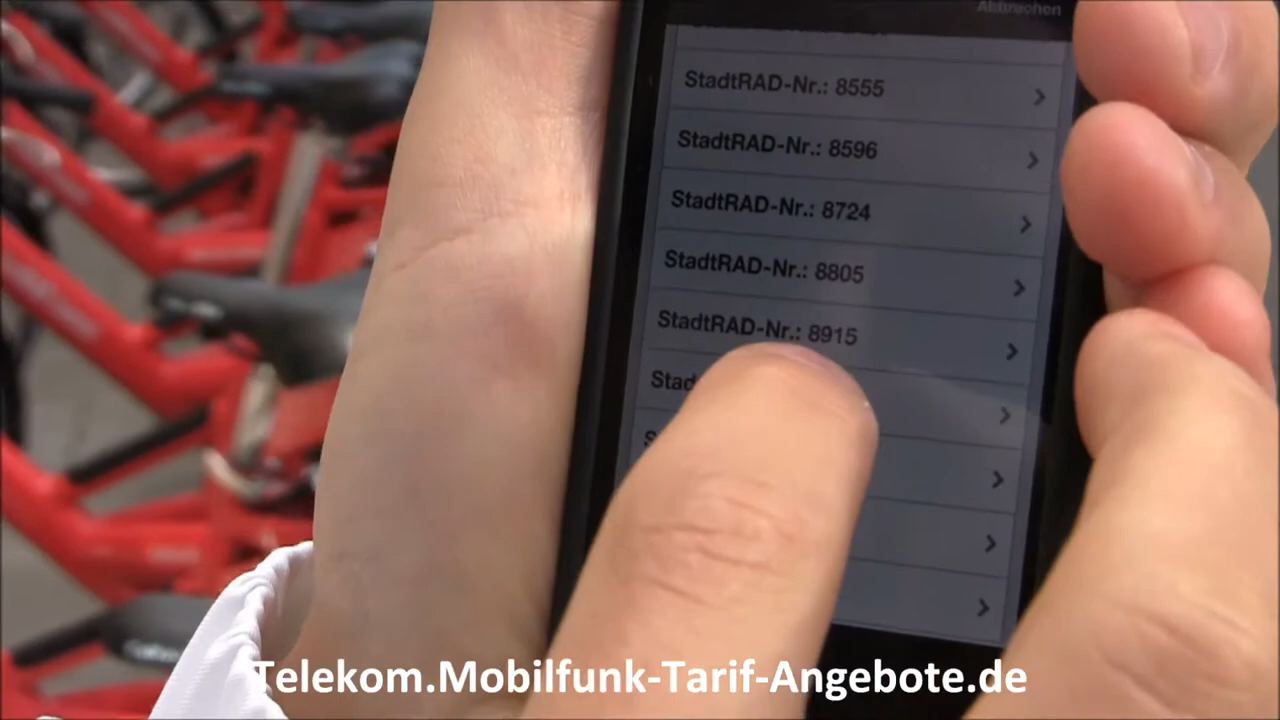 Abbrechen
StadtRAD-Nr.: 8555
StadtRAD-Nr.: 8596
StadtRAD-Nr.: 8724
StadtRAD-Nr.: 8805
StadtRAD-Nr.: 8915
Telekom.Mobilfunk-Tarif-Angebote.de